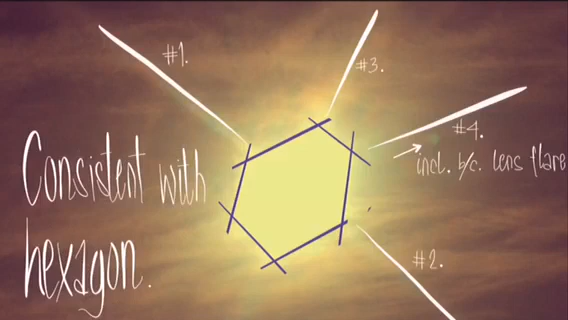 #1.
#3.
#4.
incl. b/c. lens flare
Consistent with
hexagon.
#2.